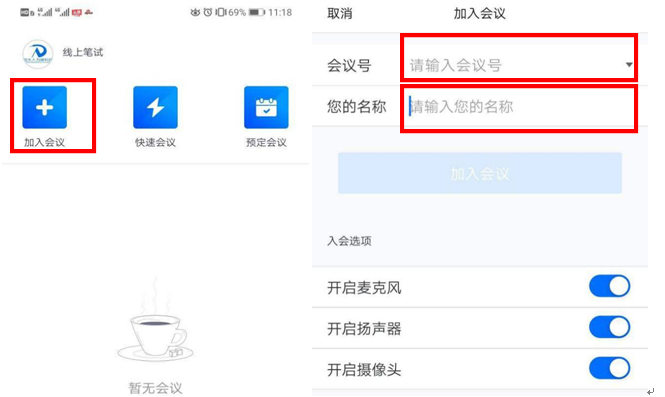 69%
11:18
线上笔试
加入会议
快速会议
预定会议
暂无会议
取消
加入会议
会议号
请输入会议号
您的名称
请输入您的名称
加入会议
入会选项
开启麦克风
开启扬声器
开启摄像头